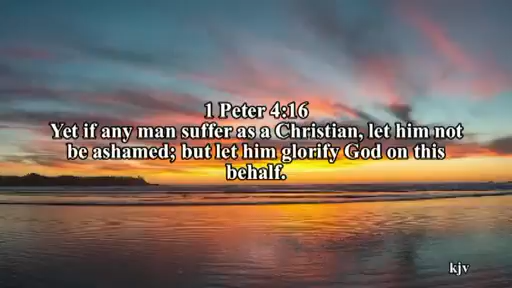 1 Peter 4:16
Yet if any man suffer as a Christian, let him not
be ashamed; but let him glorify God on this
behalf.
kjv